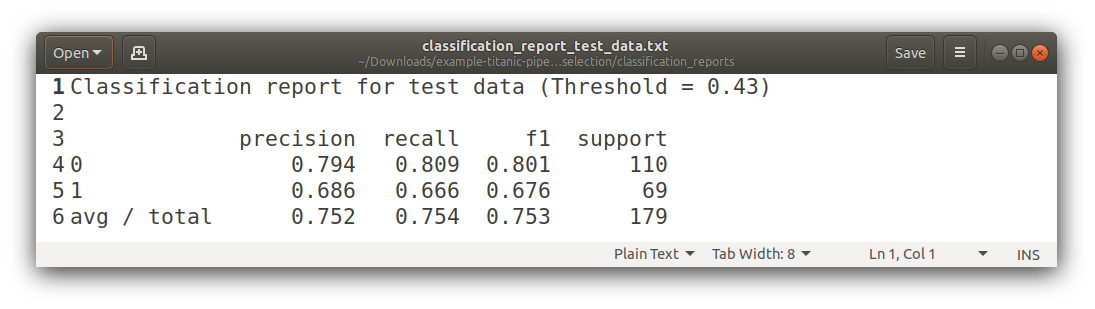 Open classification_report_test_data.txt Save
~/Downloads/example-titanic-pipe…selection/classification_reports
1 Classification report for test data (Threshold = 0.43)
2
3 precision recall f1 support
4 0 0.794 0.809 0.801 110
5 1 0.686 0.666 0.676 69
6 avg / total 0.752 0.754 0.753 179
Plain Text Tab Width: 8 Ln 1, Col 1 INS